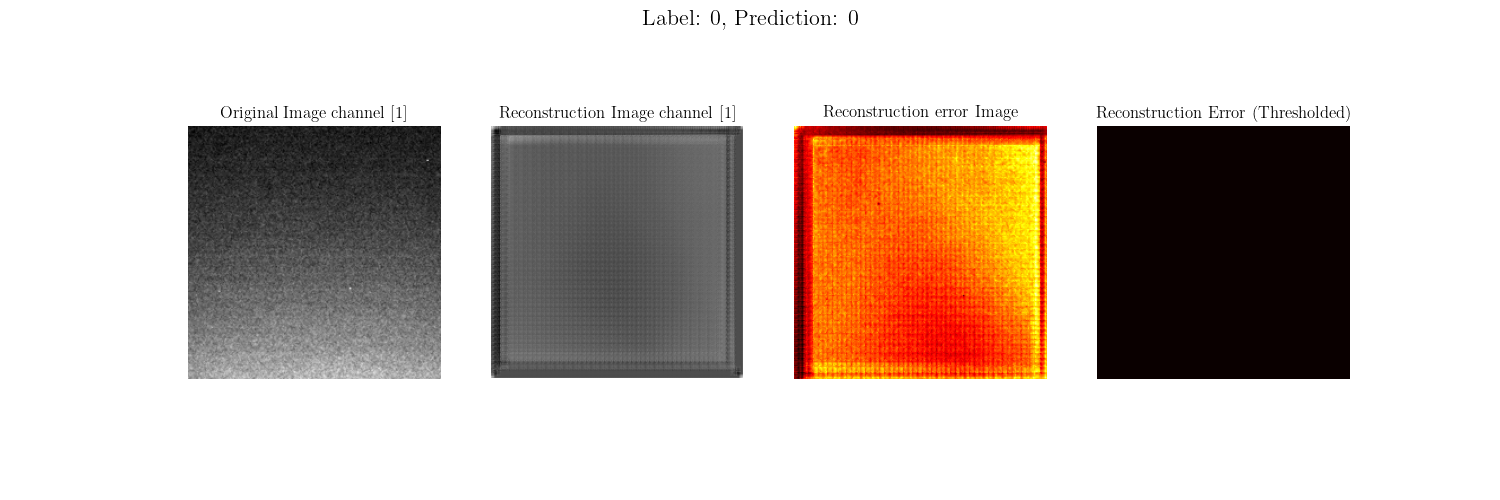 Label: 0, Prediction: 0
Original Image channel [1]
Reconstruction Image channel [1]
Reconstruction error Image
Reconstruction Error (Thresholded)